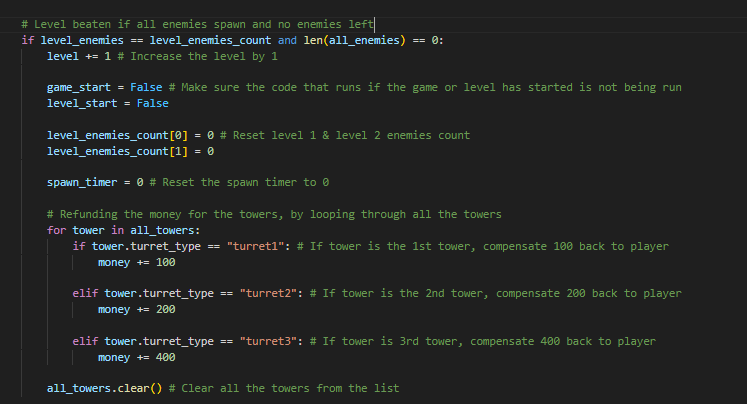 # Level beaten if all enemies spawn and no enemies left
if level_enemies == level_enemies_count and len(all_enemies) == 0:
level += 1 # Increase the level by 1
game_start = False # Make sure the code that runs if the game or level has started is not being run
level_start = False
level_enemies_count[0] = 0 # Reset level 1 & level 2 enemies count
level_enemies_count[1] = 0
spawn_timer = 0 # Reset the spawn timer to 0
# Refunding the money for the towers, by looping through all the towers
for tower in all_towers:
if tower.turret_type == "turret1": # If tower is the 1st tower, compensate 100 back to player
money += 100
elif tower.turret_type == "turret2": # If tower is the 2nd tower, compensate 200 back to player
money += 200
elif tower.turret_type == "turret3": # If tower is 3rd tower, compensate 400 back to player
money += 400
all_towers.clear() # Clear all the towers from the list